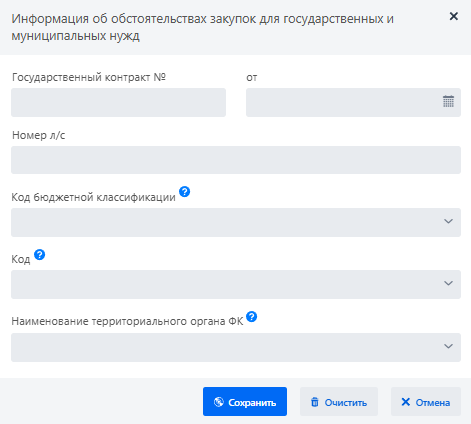 Информация об обстоятельствах закупок для государственных и
муниципальных нужд
Государственный контракт № от
Номер л/с
Код бюджетной классификации ?
Код ?
Наименование территориального органа ФК ?
Сохранить Очистить Отмена